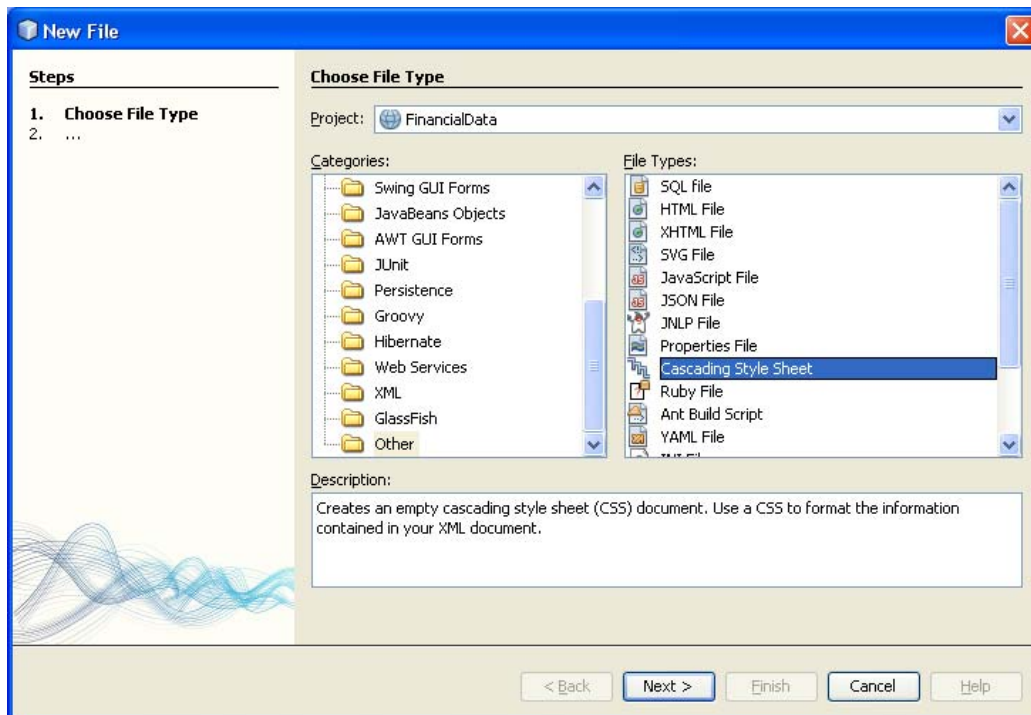 New File
Steps
1. Choose File Type
2. ...
Choose File Type
Project: FinancialData
Categories:
Swing GUI Forms
JavaBeans Objects
AWT GUI Forms
JUnit
Persistence
Groovy
Hibernate
Web Services
XML
GlassFish
Other
File Types:
SQL file
HTML File
XHTML File
SVG File
JavaScript File
JSON File
JNLP File
Properties File
Cascading Style Sheet
Ruby File
Ant Build Script
YAML File
Description:
Creates an empty cascading style sheet (CSS) document. Use a CSS to format the information
contained in your XML document.
< Back
Next >
Finish
Cancel
Help